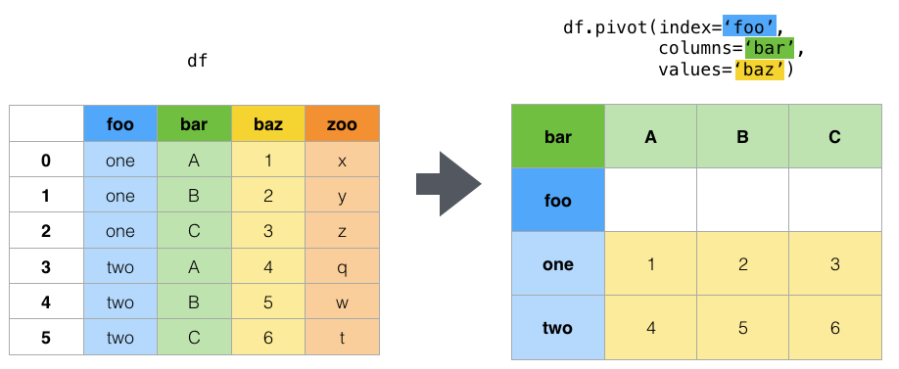 df
foo bar baz zoo
0 one A 1 x
1 one B 2 y
2 one C 3 z
3 two A 4 q
4 two B 5 w
5 two C 6 t
df.pivot(index=‘foo’,
columns=‘bar’,
values=‘baz’)
bar A B C
foo
one 1 2 3
two 4 5 6